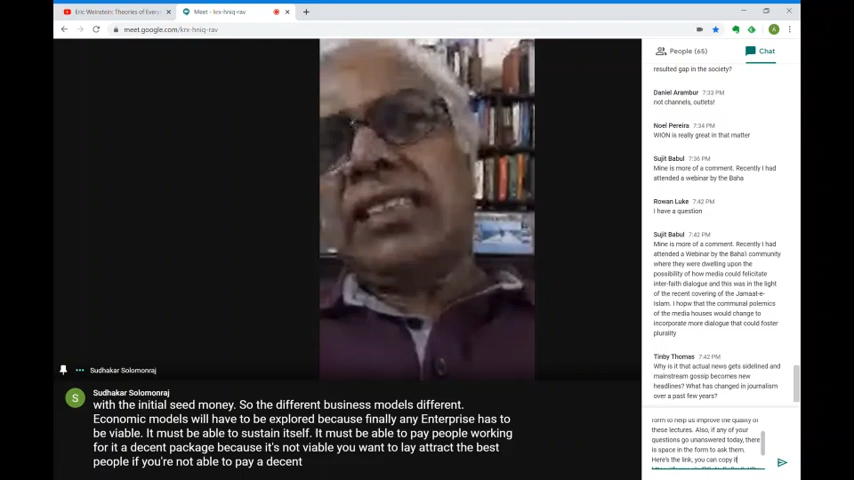 Eric Weinstein: Theories of Every
Meet - krx-hniq-rav
meet.google.com/krx-hniq-rav
People (65)
Chat
resulted gap in the society?
Daniel Arambur 7:33 PM
not channels, outlets!
Noel Pereira 7:34 PM
WION is really great in that matter
Sujit Babul 7:36 PM
Mine is more of a comment. Recently I had
attended a webinar by the Baha
Rowan Luke 7:42 PM
I have a question
Sujit Babul 7:42 PM
Mine is more of a comment. Recently I had
attended a Webinar by the Baha'i community
where they were dwelling upon the
possibility of how media could felicitate
inter-faith dialogue and this was in the light
of the recent covering of the Jamaat-e-
Islam. I hopw that the communal polemics
of the media houses would change to
incorporate more dialogue that could foster
plurality
Tinby Thomas 7:42 PM
Why is it that actual news gets sidelined and
mainstream gossip becomes new
headlines? What has changed in journalism
over a past few years?
form to help us improve the quality of
these lectures. Also, if any of your
questions go unanswered today, there
is space in the form to ask them.
Here's the link, you can copy it
Sudhakar Solomonraj
S
Sudhakar Solomonraj
with the initial seed money. So the different business models different.
Economic models will have to be explored because finally any Enterprise has to
be viable. It must be able to sustain itself. It must be able to pay people working
for it a decent package because it's not viable you want to lay attract the best
people if you're not able to pay a decent